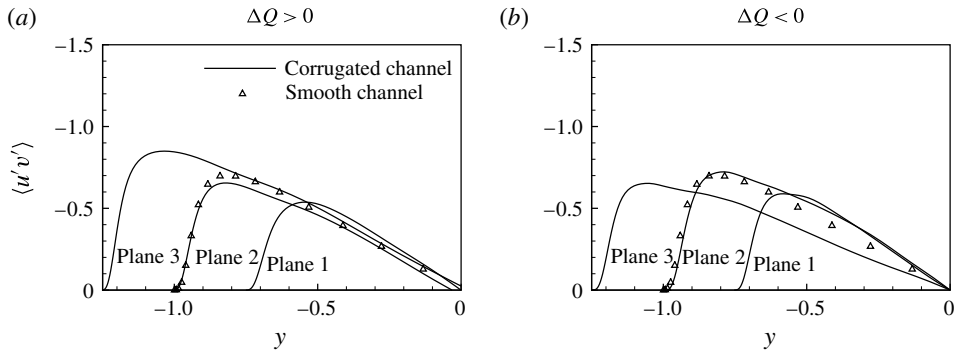 (a) ΔQ > 0
−1.5
−1.0
−0.5
0
⟨u′v′⟩
Corrugated channel
Smooth channel
Plane 3 Plane 2 Plane 1
−1.0 −0.5 0
y
(b) ΔQ < 0
−1.5
−1.0
−0.5
0
Plane 3 Plane 2 Plane 1
−1.0 −0.5 0
y